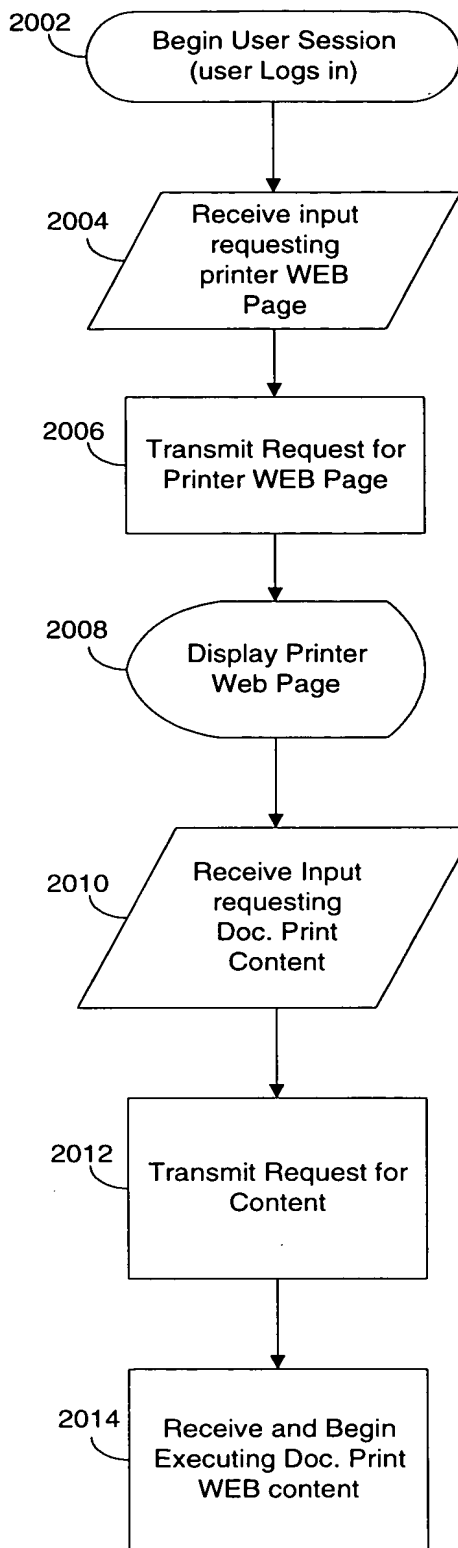 2002
Begin User Session
(user Logs in)
2004
Receive input
requesting
printer WEB
Page
2006
Transmit Request for
Printer WEB Page
2008
Display Printer
Web Page
2010
Receive Input
requesting
Doc. Print
Content
2012
Transmit Request for
Content
2014
Receive and Begin
Executing Doc. Print
WEB content